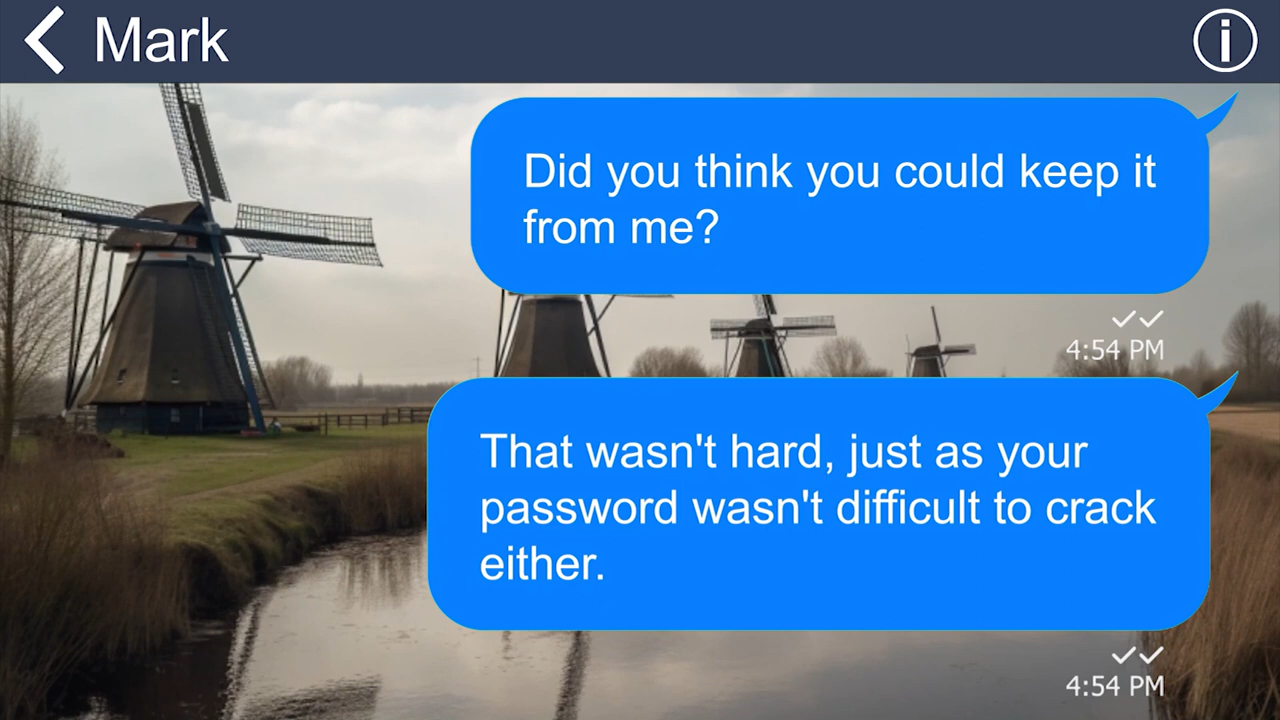 Mark
Did you think you could keep it
from me?
4:54 PM
That wasn't hard, just as your
password wasn't difficult to crack
either.
4:54 PM